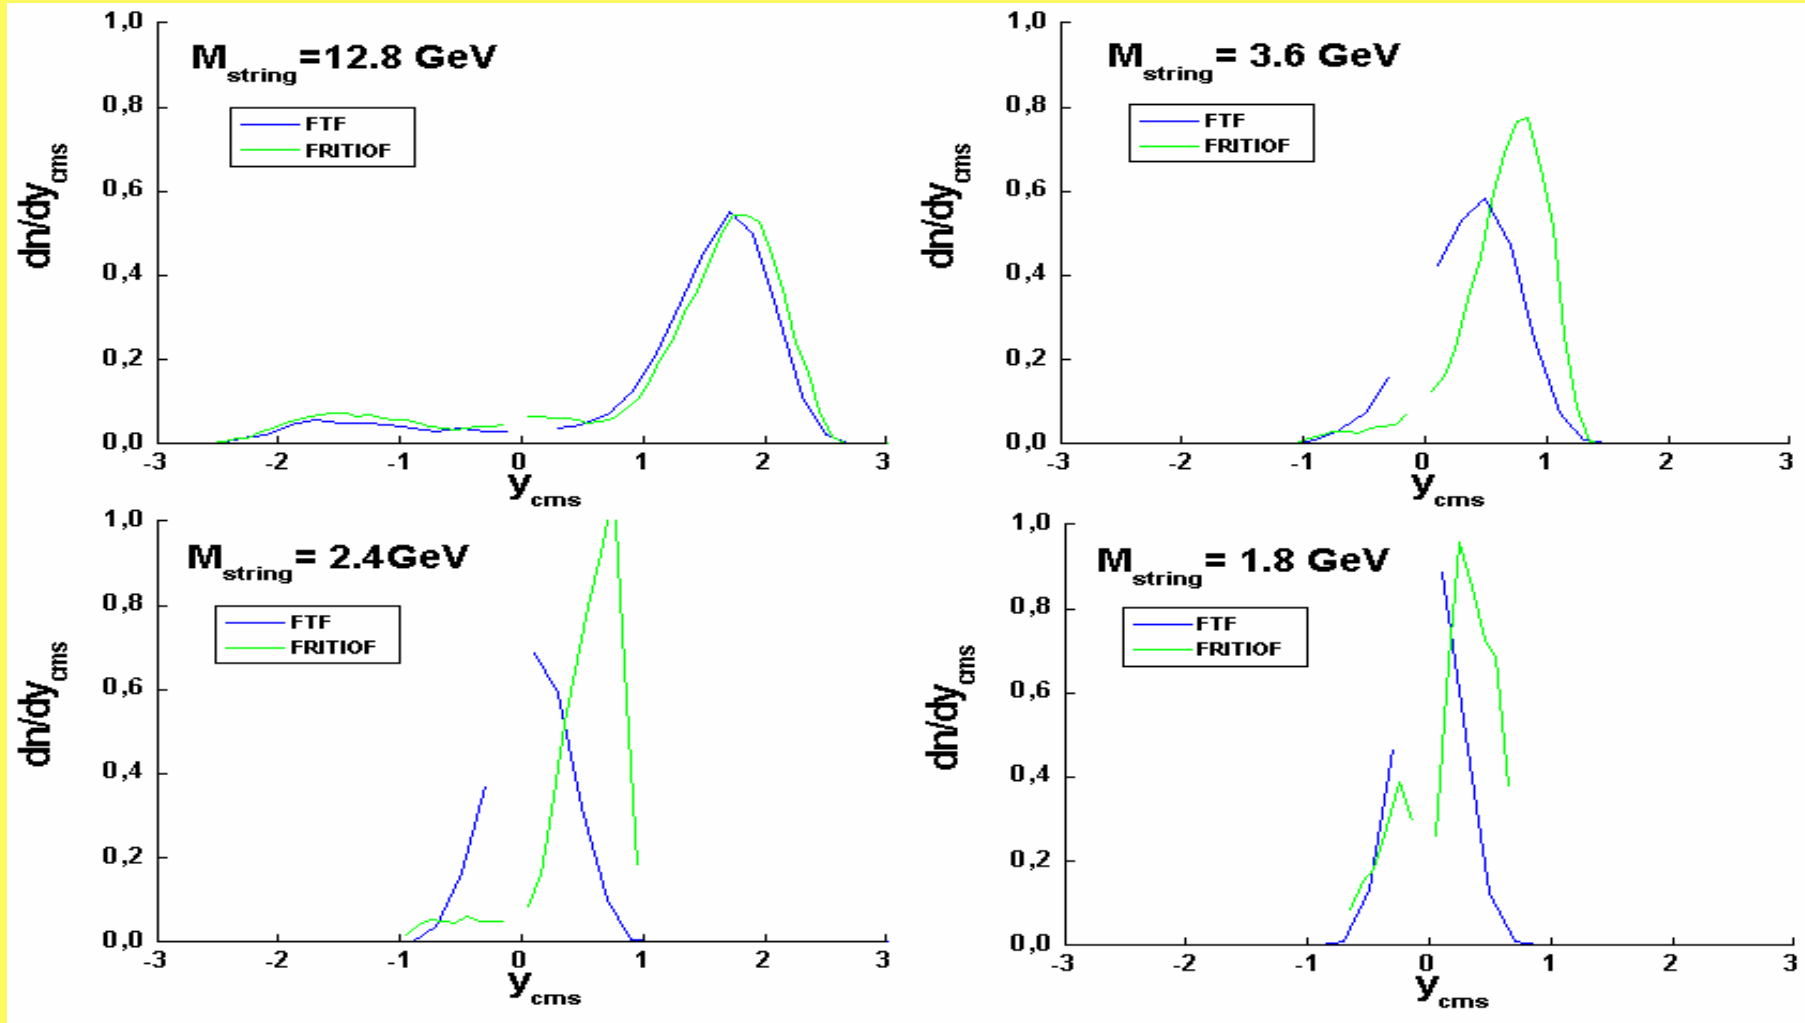 M_string=12.8 GeV
FTF
FRITIOF
dn/dy_cms
1,0
0,8
0,6
0,4
0,2
0,0
-3 -2 -1 0 1 2 3
y_cms
M_string= 3.6 GeV
FTF
FRITIOF
dn/dy_cms
1,0
0,8
0,6
0,4
0,2
0,0
-3 -2 -1 0 1 2 3
y_cms
M_string= 2.4GeV
FTF
FRITIOF
dn/dy_cms
1,0
0,8
0,6
0,4
0,2
0,0
-3 -2 -1 0 1 2 3
y_cms
M_string= 1.8 GeV
FTF
FRITIOF
dn/dy_cms
1,0
0,8
0,6
0,4
0,2
0,0
-3 -2 -1 0 1 2 3
y_cms